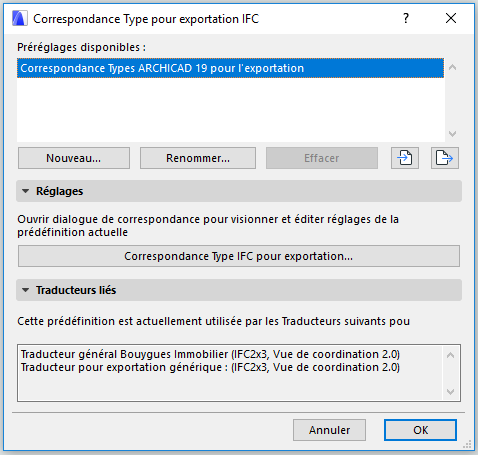 Correspondance Type pour exportation IFC
?
Préréglages disponibles :
Correspondance Types ARCHICAD 19 pour l'exportation
Nouveau...
Renommer...
Effacer
Réglages
Ouvrir dialogue de correspondance pour visionner et éditer réglages de la
prédéfinition actuelle
Correspondance Type IFC pour exportation...
Traducteurs liés
Cette prédéfinition est actuellement utilisée par les Traducteurs suivants pou
Traducteur général Bouygues Immobilier (IFC2x3, Vue de coordination 2.0)
Traducteur pour exportation générique : (IFC2x3, Vue de coordination 2.0)
Annuler
OK